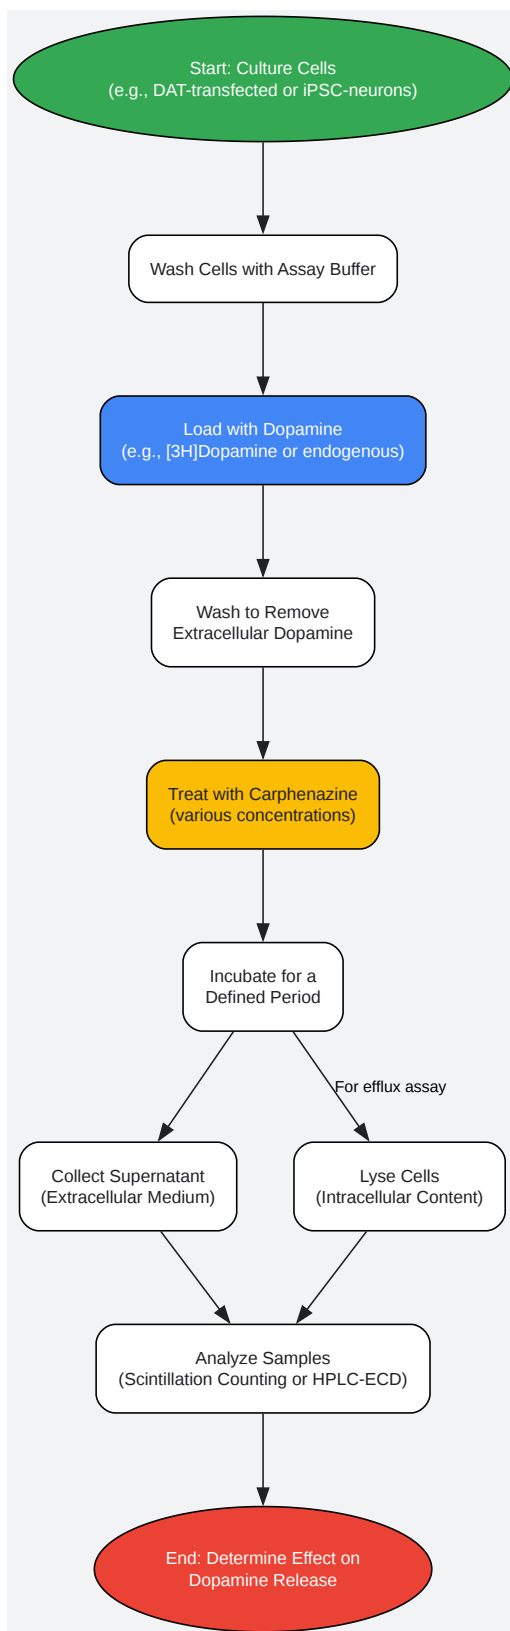 Start: Culture Cells
(e.g., DAT-transfected or iPSC-neurons)
Wash Cells with Assay Buffer
Load with Dopamine
(e.g., [3H]Dopamine or endogenous)
Wash to Remove
Extracellular Dopamine
Treat with Carphenazine
(various concentrations)
Incubate for a
Defined Period
For efflux assay
Collect Supernatant
(Extracellular Medium)
Lyse Cells
(Intracellular Content)
Analyze Samples
(Scintillation Counting or HPLC-ECD)
End: Determine Effect on
Dopamine Release